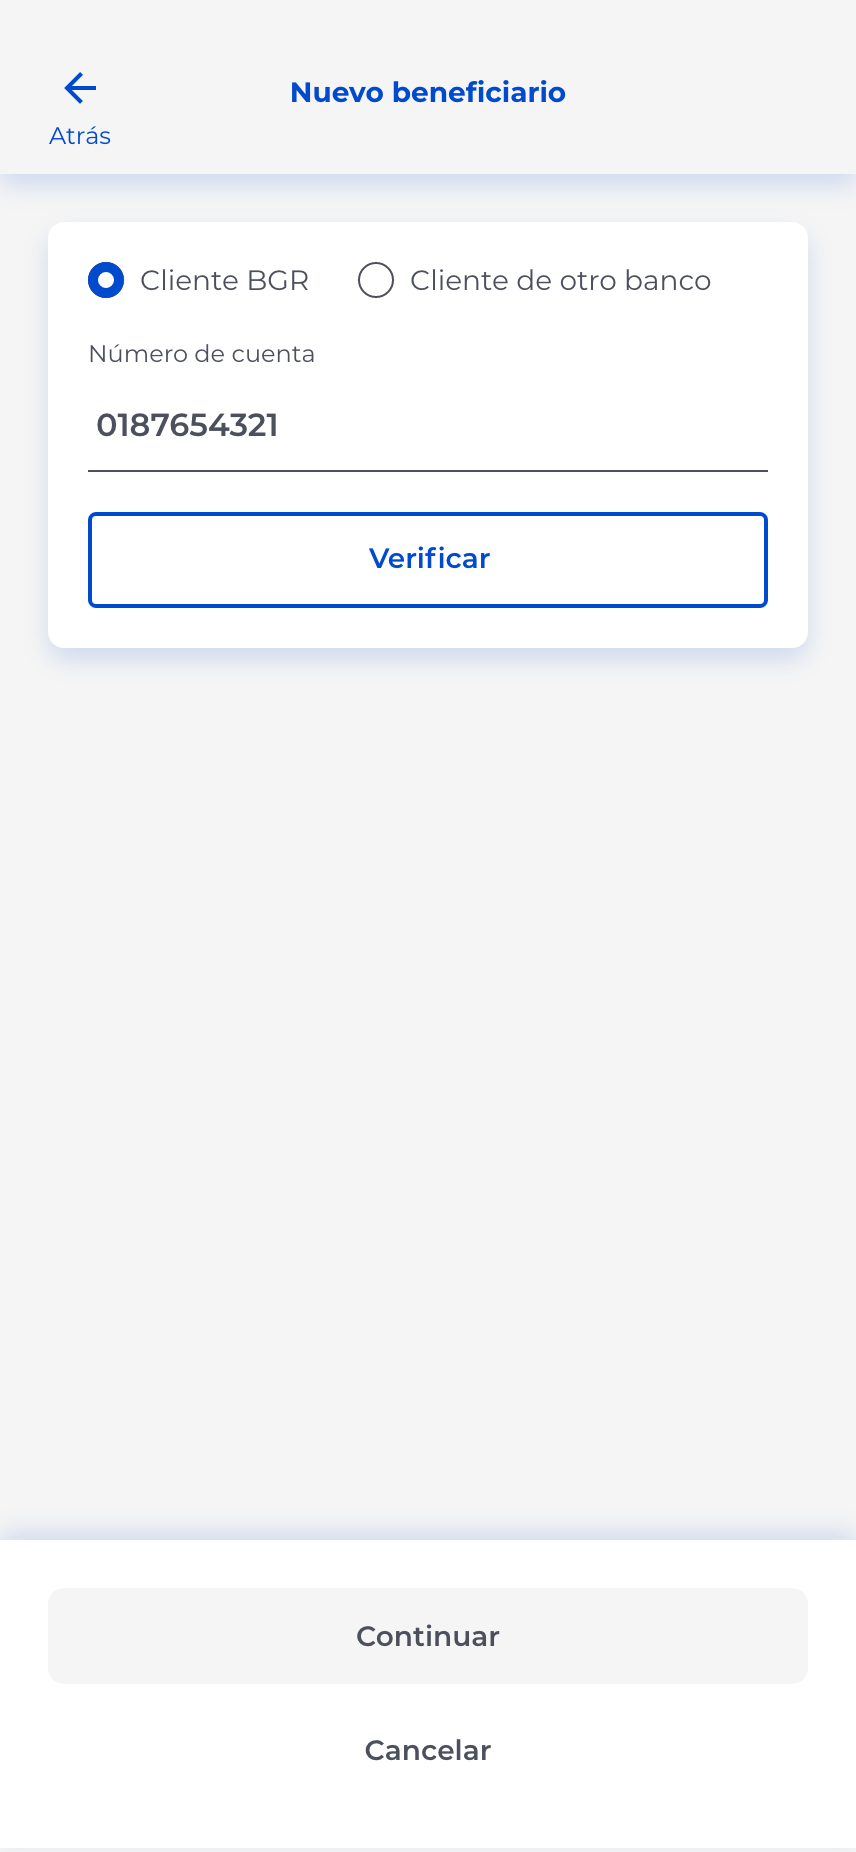 Nuevo beneficiario
Atrás
Cliente BGR
Cliente de otro banco
Número de cuenta
0187654321
Verificar
Continuar
Cancelar